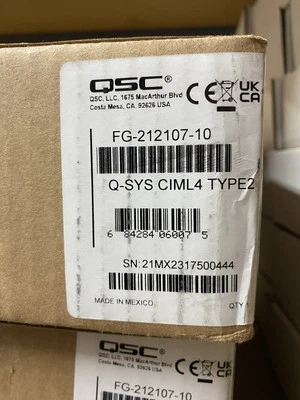 QSC®
QSC, LLC, 1675 MacArthur Blvd
Costa Mesa, CA. 92626 USA
CE
UK
CA
FG-212107-10
Q-SYS CIML4 TYPE2
6 84284 06007 5
SN:21MX2317500444
MADE IN MEXICO
QTY
QSC®
QSC, LLC, 1675 MacArthur Blvd
Costa Mesa, CA. 92626 USA
FG-212107-10